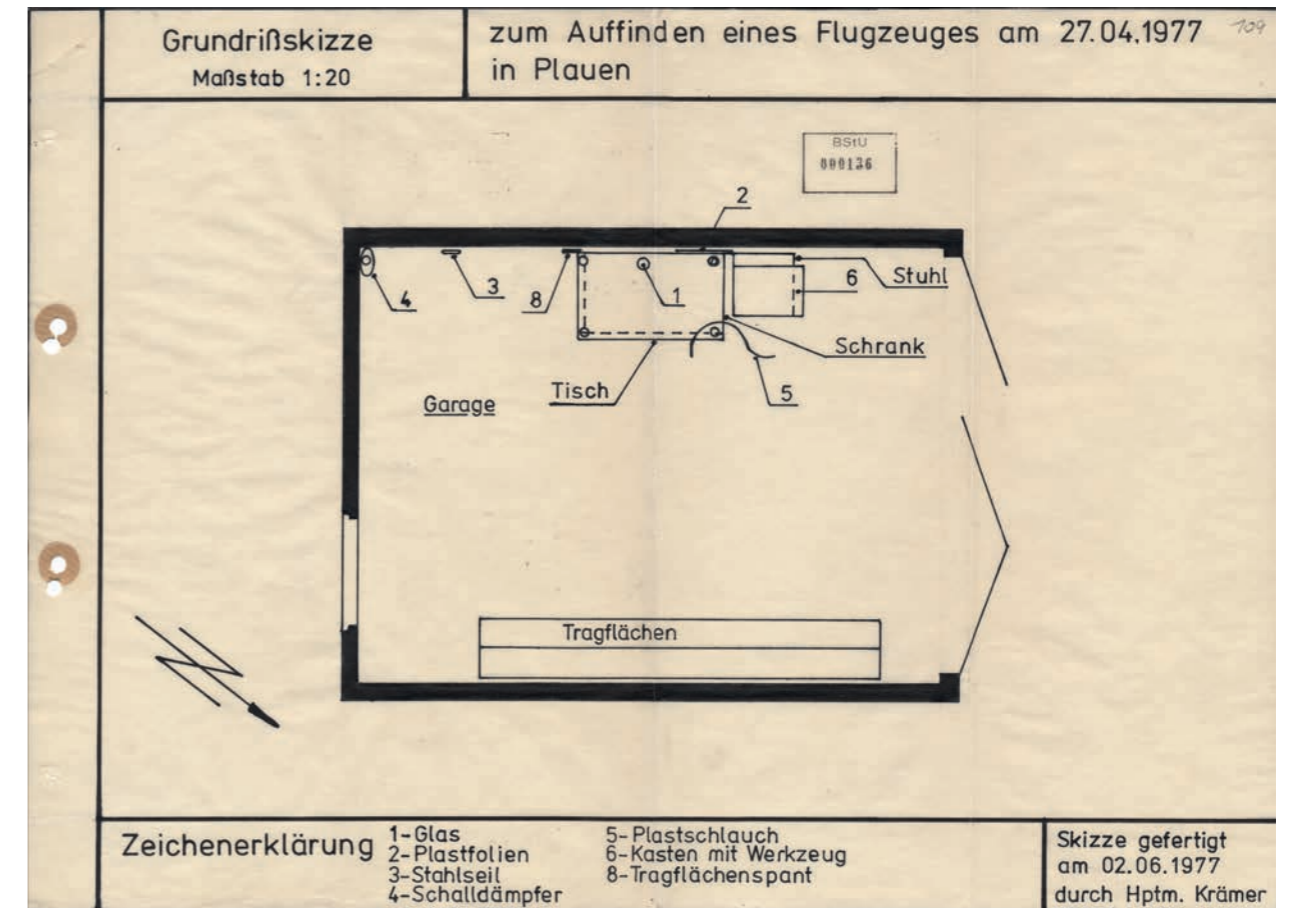 Grundrißskizze
Maßstab 1:20
zum Auffinden eines Flugzeuges am 27.04.1977
in Plauen
109
BStU
000136
2
4
3
8
1
6
Stuhl
Schrank
Tisch
5
Garage
Tragflächen
Zeichenerklärung
1-Glas
2-Plastfolien
3-Stahlseil
4-Schalldämpfer
5-Plastschlauch
6-Kasten mit Werkzeug
8-Tragflächenspant
Skizze gefertigt
am 02.06.1977
durch Hptm. Krämer